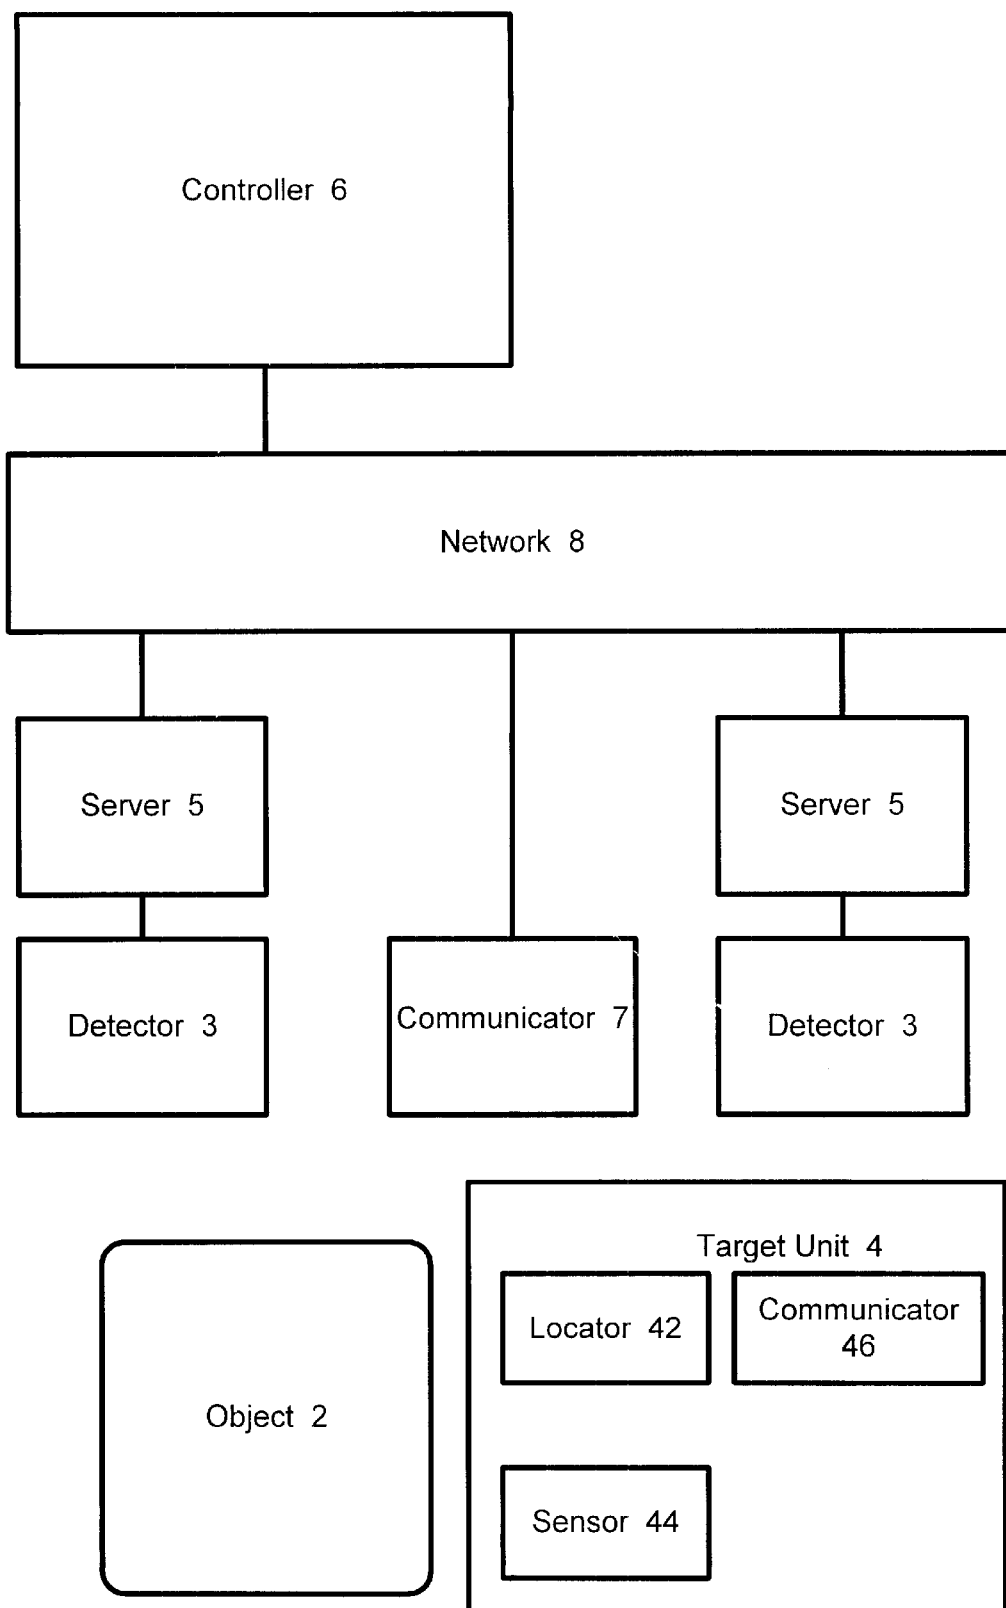 Controller 6
Network 8
Server 5
Server 5
Detector 3
Communicator 7
Detector 3
Target Unit 4
Locator 42
Communicator
46
Object 2
Sensor 44